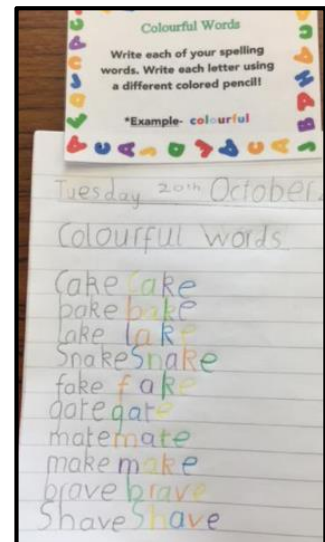 Colourful Words
Write each of your spelling
words. Write each letter using
a different colored pencil!
*Example- colourful
Tuesday 20th October.
Colourful words
Cake Cake
bake bake
lake lake
Snake Snake
fake fake
gate gate
mate mate
make make
brave brave
Shave Shave